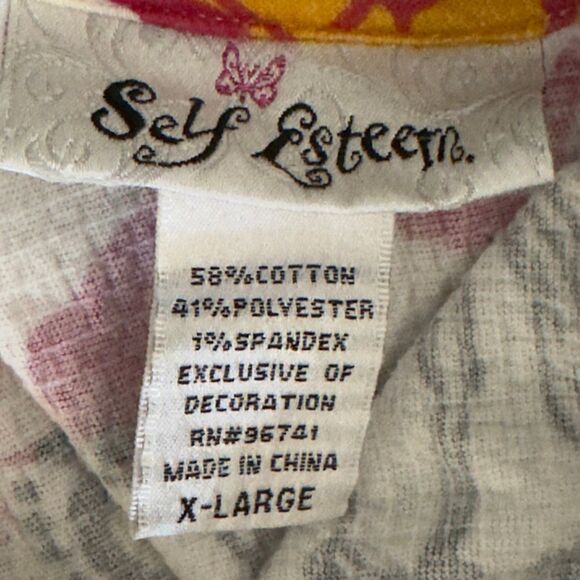 Self Esteem.
58%COTTON
41%POLYESTER
1%SPANDEX
EXCLUSIVE OF
DECORATION
RN#96741
MADE IN CHINA
X-LARGE